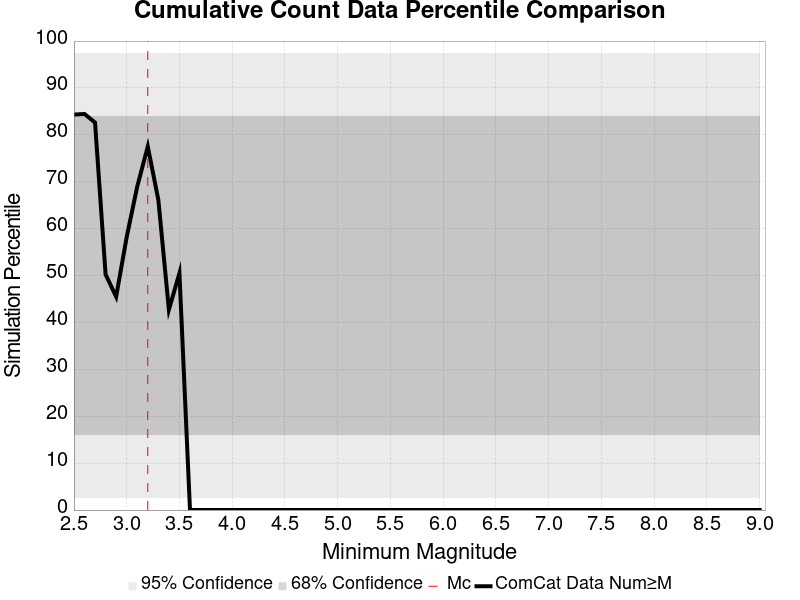 Cumulative Count Data Percentile Comparison
100
90
80
70
60
50
40
30
20
10
0
Simulation Percentile
2.5 3.0 3.5 4.0 4.5 5.0 5.5 6.0 6.5 7.0 7.5 8.0 8.5 9.0
Minimum Magnitude
95% Confidence 68% Confidence Mc ComCat Data Num≥M